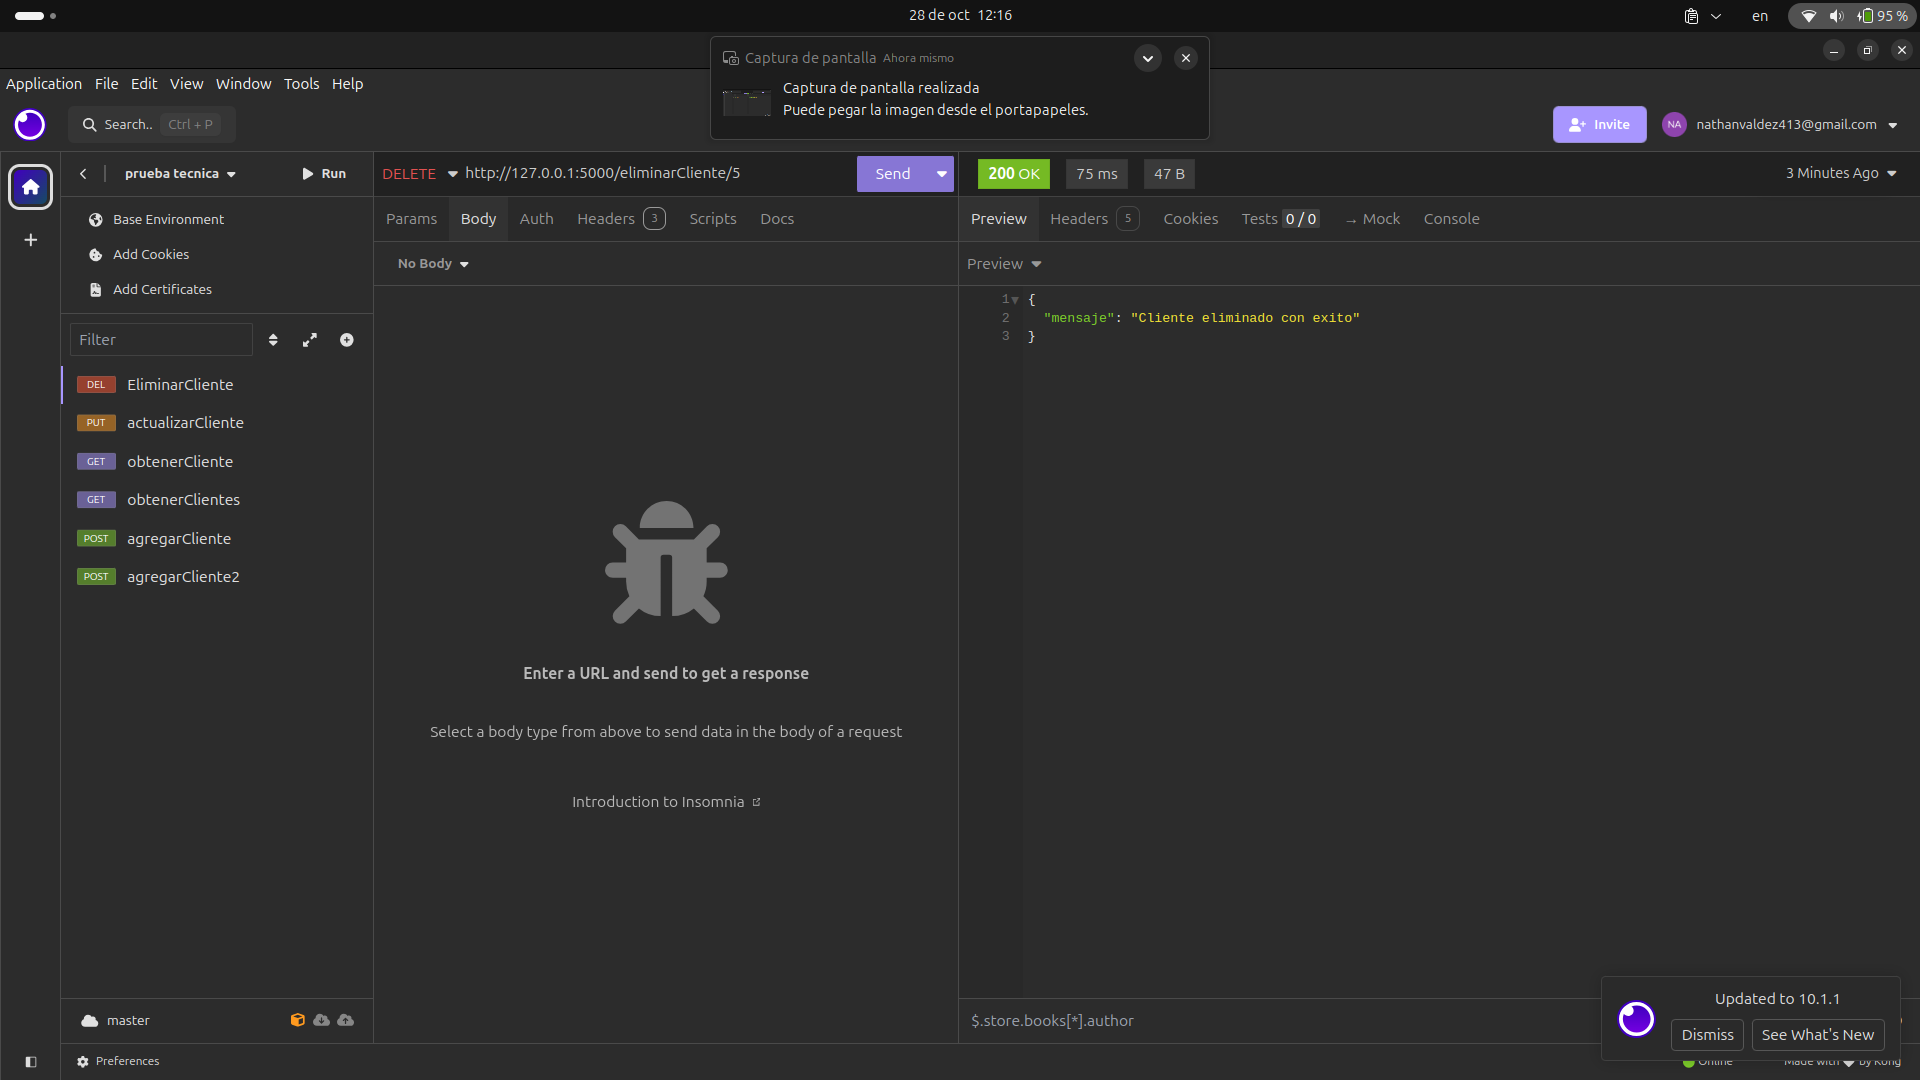 28 de oct 12:16
en
95 %
Captura de pantalla Ahora mismo
Captura de pantalla realizada
Puede pegar la imagen desde el portapapeles.
Application File Edit View Window Tools Help
Search.. Ctrl + P
Invite
NA nathanvaldez413@gmail.com
prueba tecnica
Run
DELETE http://127.0.0.1:5000/eliminarCliente/5
Send
200 OK
75 ms
47 B
3 Minutes Ago
Base Environment
Add Cookies
Add Certificates
Params Body Auth Headers 3 Scripts Docs
Preview Headers 5 Cookies Tests 0 / 0 → Mock Console
No Body
Preview
Filter
DEL EliminarCliente
PUT actualizarCliente
GET obtenerCliente
GET obtenerClientes
POST agregarCliente
POST agregarCliente2
1 {
2 "mensaje": "Cliente eliminado con exito"
3 }
Enter a URL and send to get a response
Select a body type from above to send data in the body of a request
Introduction to Insomnia
master
$.store.books[*].author
Updated to 10.1.1
Dismiss
See What's New
Preferences
Online
Made with by Kong